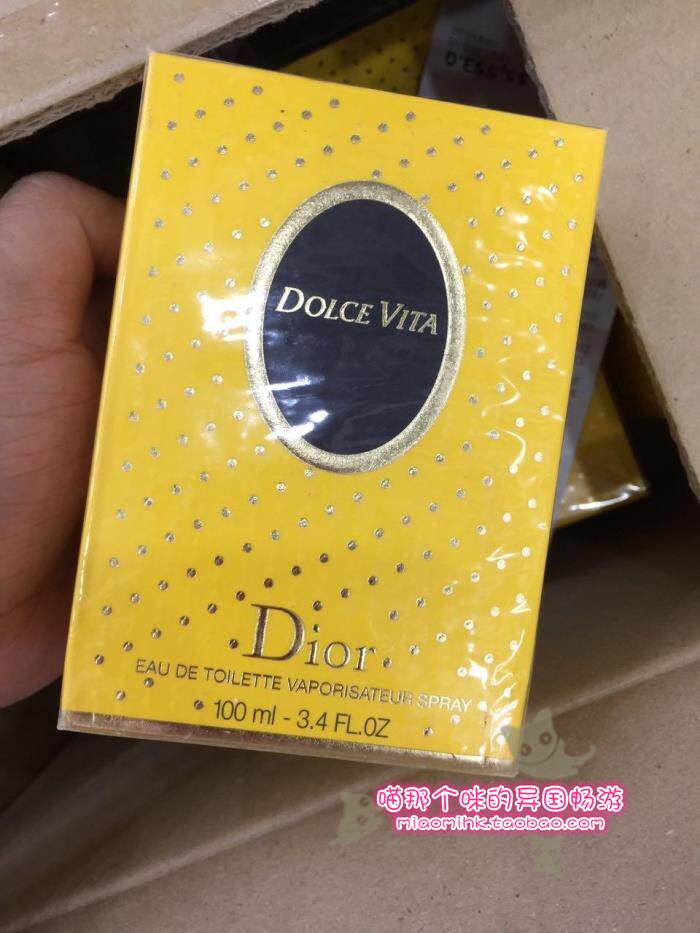 DOLCE VITA
Dior
EAU DE TOILETTE VAPORISATEUR SPRAY
100 ml - 3.4 FL.OZ
喵那个咪的异国畅游
miaomihk.taobao.com